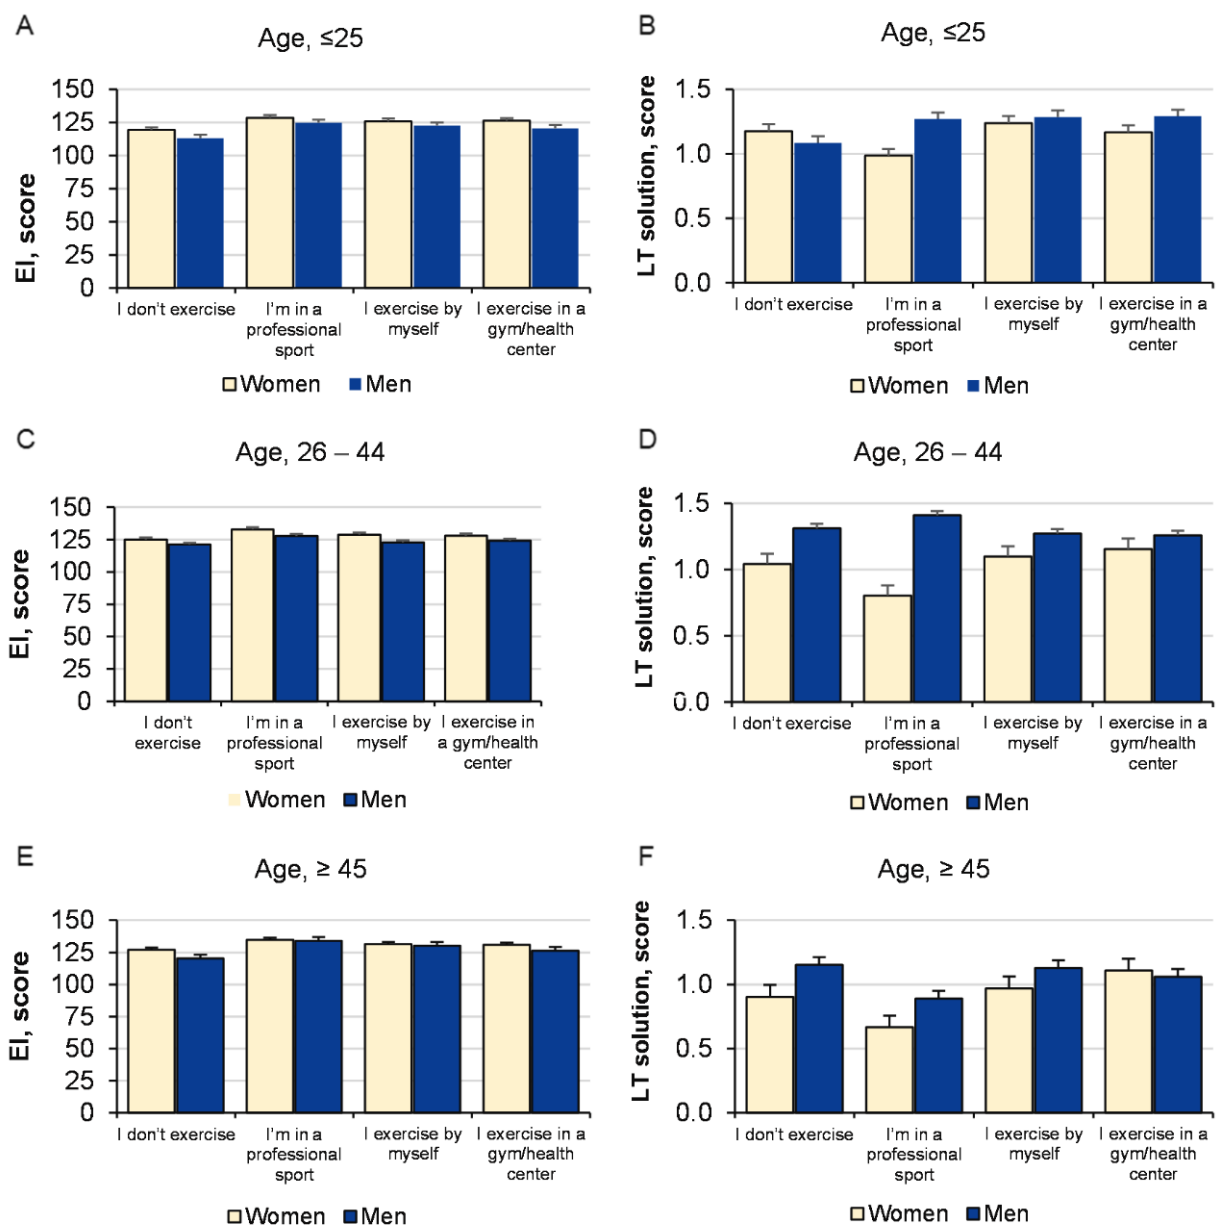 A
Age, ≤25
EI, score
150
125
100
75
50
25
0
I don't exercise
I'm in a
professional
sport
I exercise by
myself
I exercise in a
gym/health
center
Women Men
B
Age, ≤25
LT solution, score
1.5
1.0
0.5
0.0
I don't exercise
I'm in a
professional
sport
I exercise by
myself
I exercise in a
gym/health
center
Women Men
C
Age, 26 – 44
EI, score
150
125
100
75
50
25
0
I don't
exercise
I'm in a
professional
sport
I exercise by
myself
I exercise in
a gym/health
center
Women Men
D
Age, 26 – 44
LT solution, score
1.5
1.0
0.5
0.0
I don't exercise
I'm in a
professional
sport
I exercise by
myself
I exercise in a
gym/health
center
Women Men
E
Age, ≥ 45
EI, score
150
125
100
75
50
25
0
I don't exercise
I'm in a
professional
sport
I exercise by
myself
I exercise in a
gym/health
center
Women Men
F
Age, ≥ 45
LT solution, score
1.5
1.0
0.5
0.0
I don't exercise
I'm in a
professional
sport
I exercise by
myself
I exercise in a
gym/health
center
Women Men